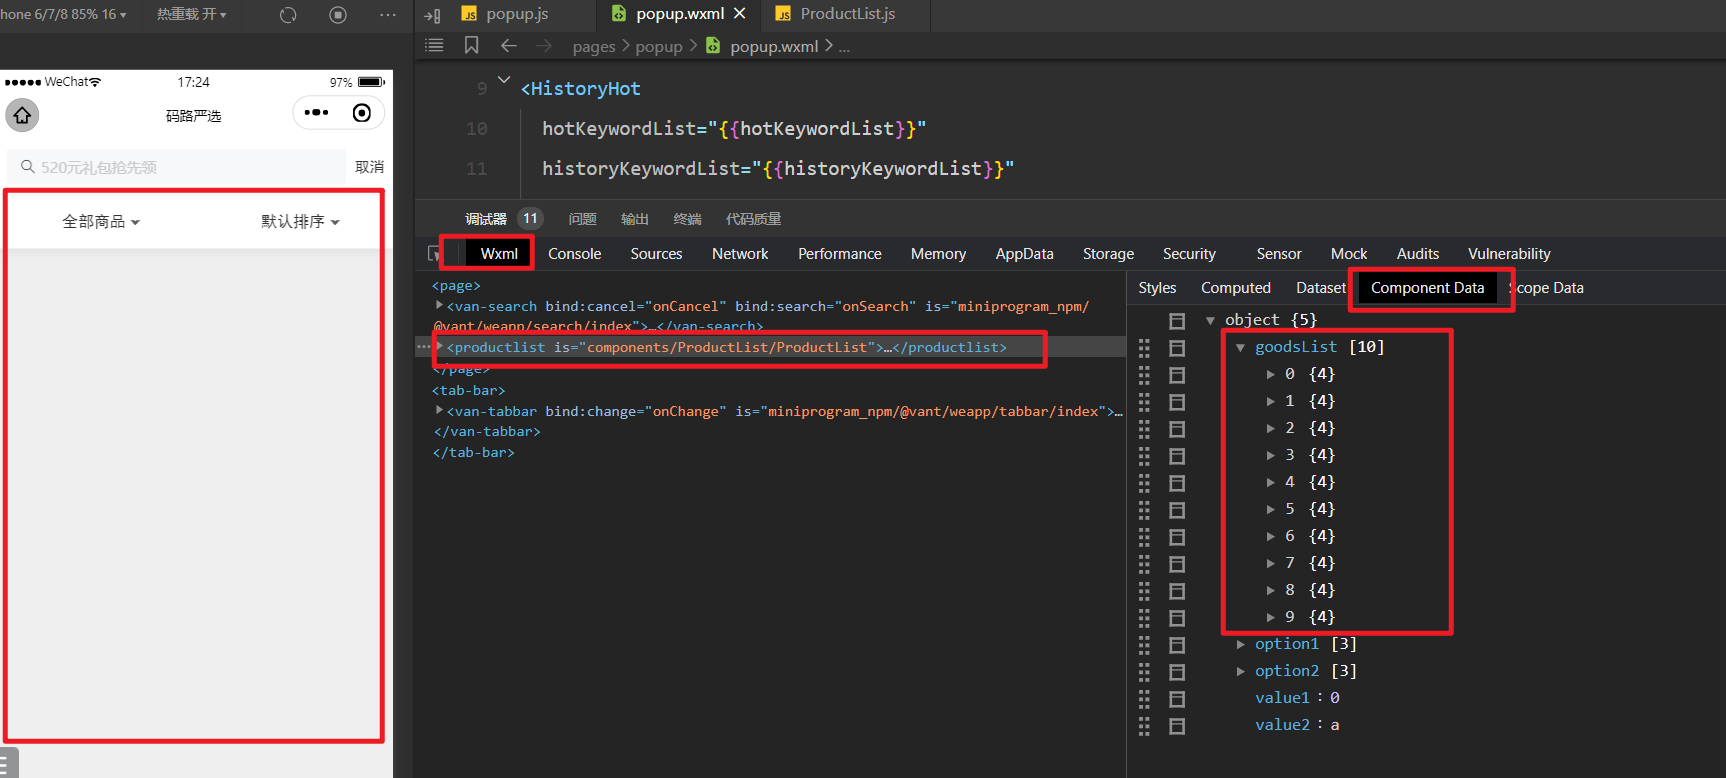 hone 6/7/8 85% 16 热重载 开
popup.js popup.wxml ProductList.js
pages popup popup.wxml ...
WeChat 17:24 97%
码路严选
520元礼包抢先领 取消
全部商品 默认排序
9 <HistoryHot
10 hotKeywordList="{{hotKeywordList}}"
11 historyKeywordList="{{historyKeywordList}}"
调试器 11 问题 输出 终端 代码质量
Wxml Console Sources Network Performance Memory AppData Storage Security Sensor Mock Audits Vulnerability
<page>
<van-search bind:cancel="onCancel" bind:search="onSearch" is="miniprogram_npm/
@vant/weapp/search/index">…</van-search>
<productlist is="components/ProductList/ProductList">…</productlist>
</page>
<tab-bar>
<van-tabbar bind:change="onChange" is="miniprogram_npm/@vant/weapp/tabbar/index">…
</van-tabbar>
</tab-bar>
Styles Computed Dataset Component Data Scope Data
object {5}
goodsList [10]
0 {4}
1 {4}
2 {4}
3 {4}
4 {4}
5 {4}
6 {4}
7 {4}
8 {4}
9 {4}
option1 [3]
option2 [3]
value1 : 0
value2 : a